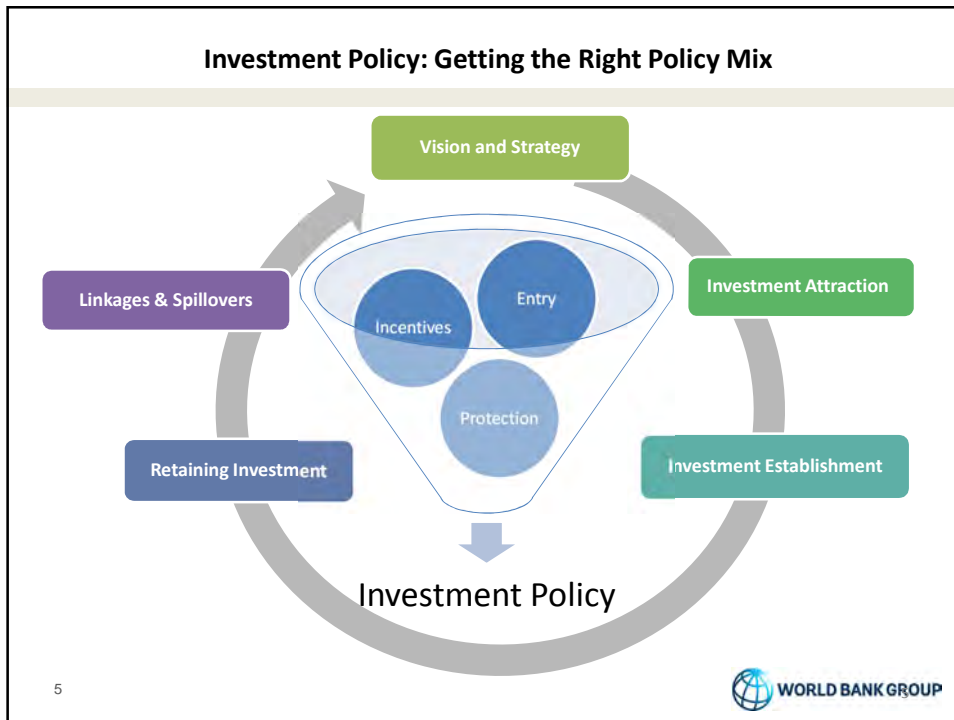 Investment Policy: Getting the Right Policy Mix
Vision and Strategy
Linkages & Spillovers
Investment Attraction
Entry
Incentives
Protection
Retaining Investment
Investment Establishment
Investment Policy
5
WORLD BANK GROUP